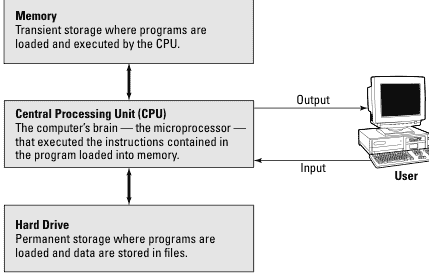 Memory
Transient storage where programs are
loaded and executed by the CPU.
Output
Central Processing Unit (CPU)
The computer's brain — the microprocessor —
that executed the instructions contained in
the program loaded into memory.
Input
User
Hard Drive
Permanent storage where programs are
loaded and data are stored in files.